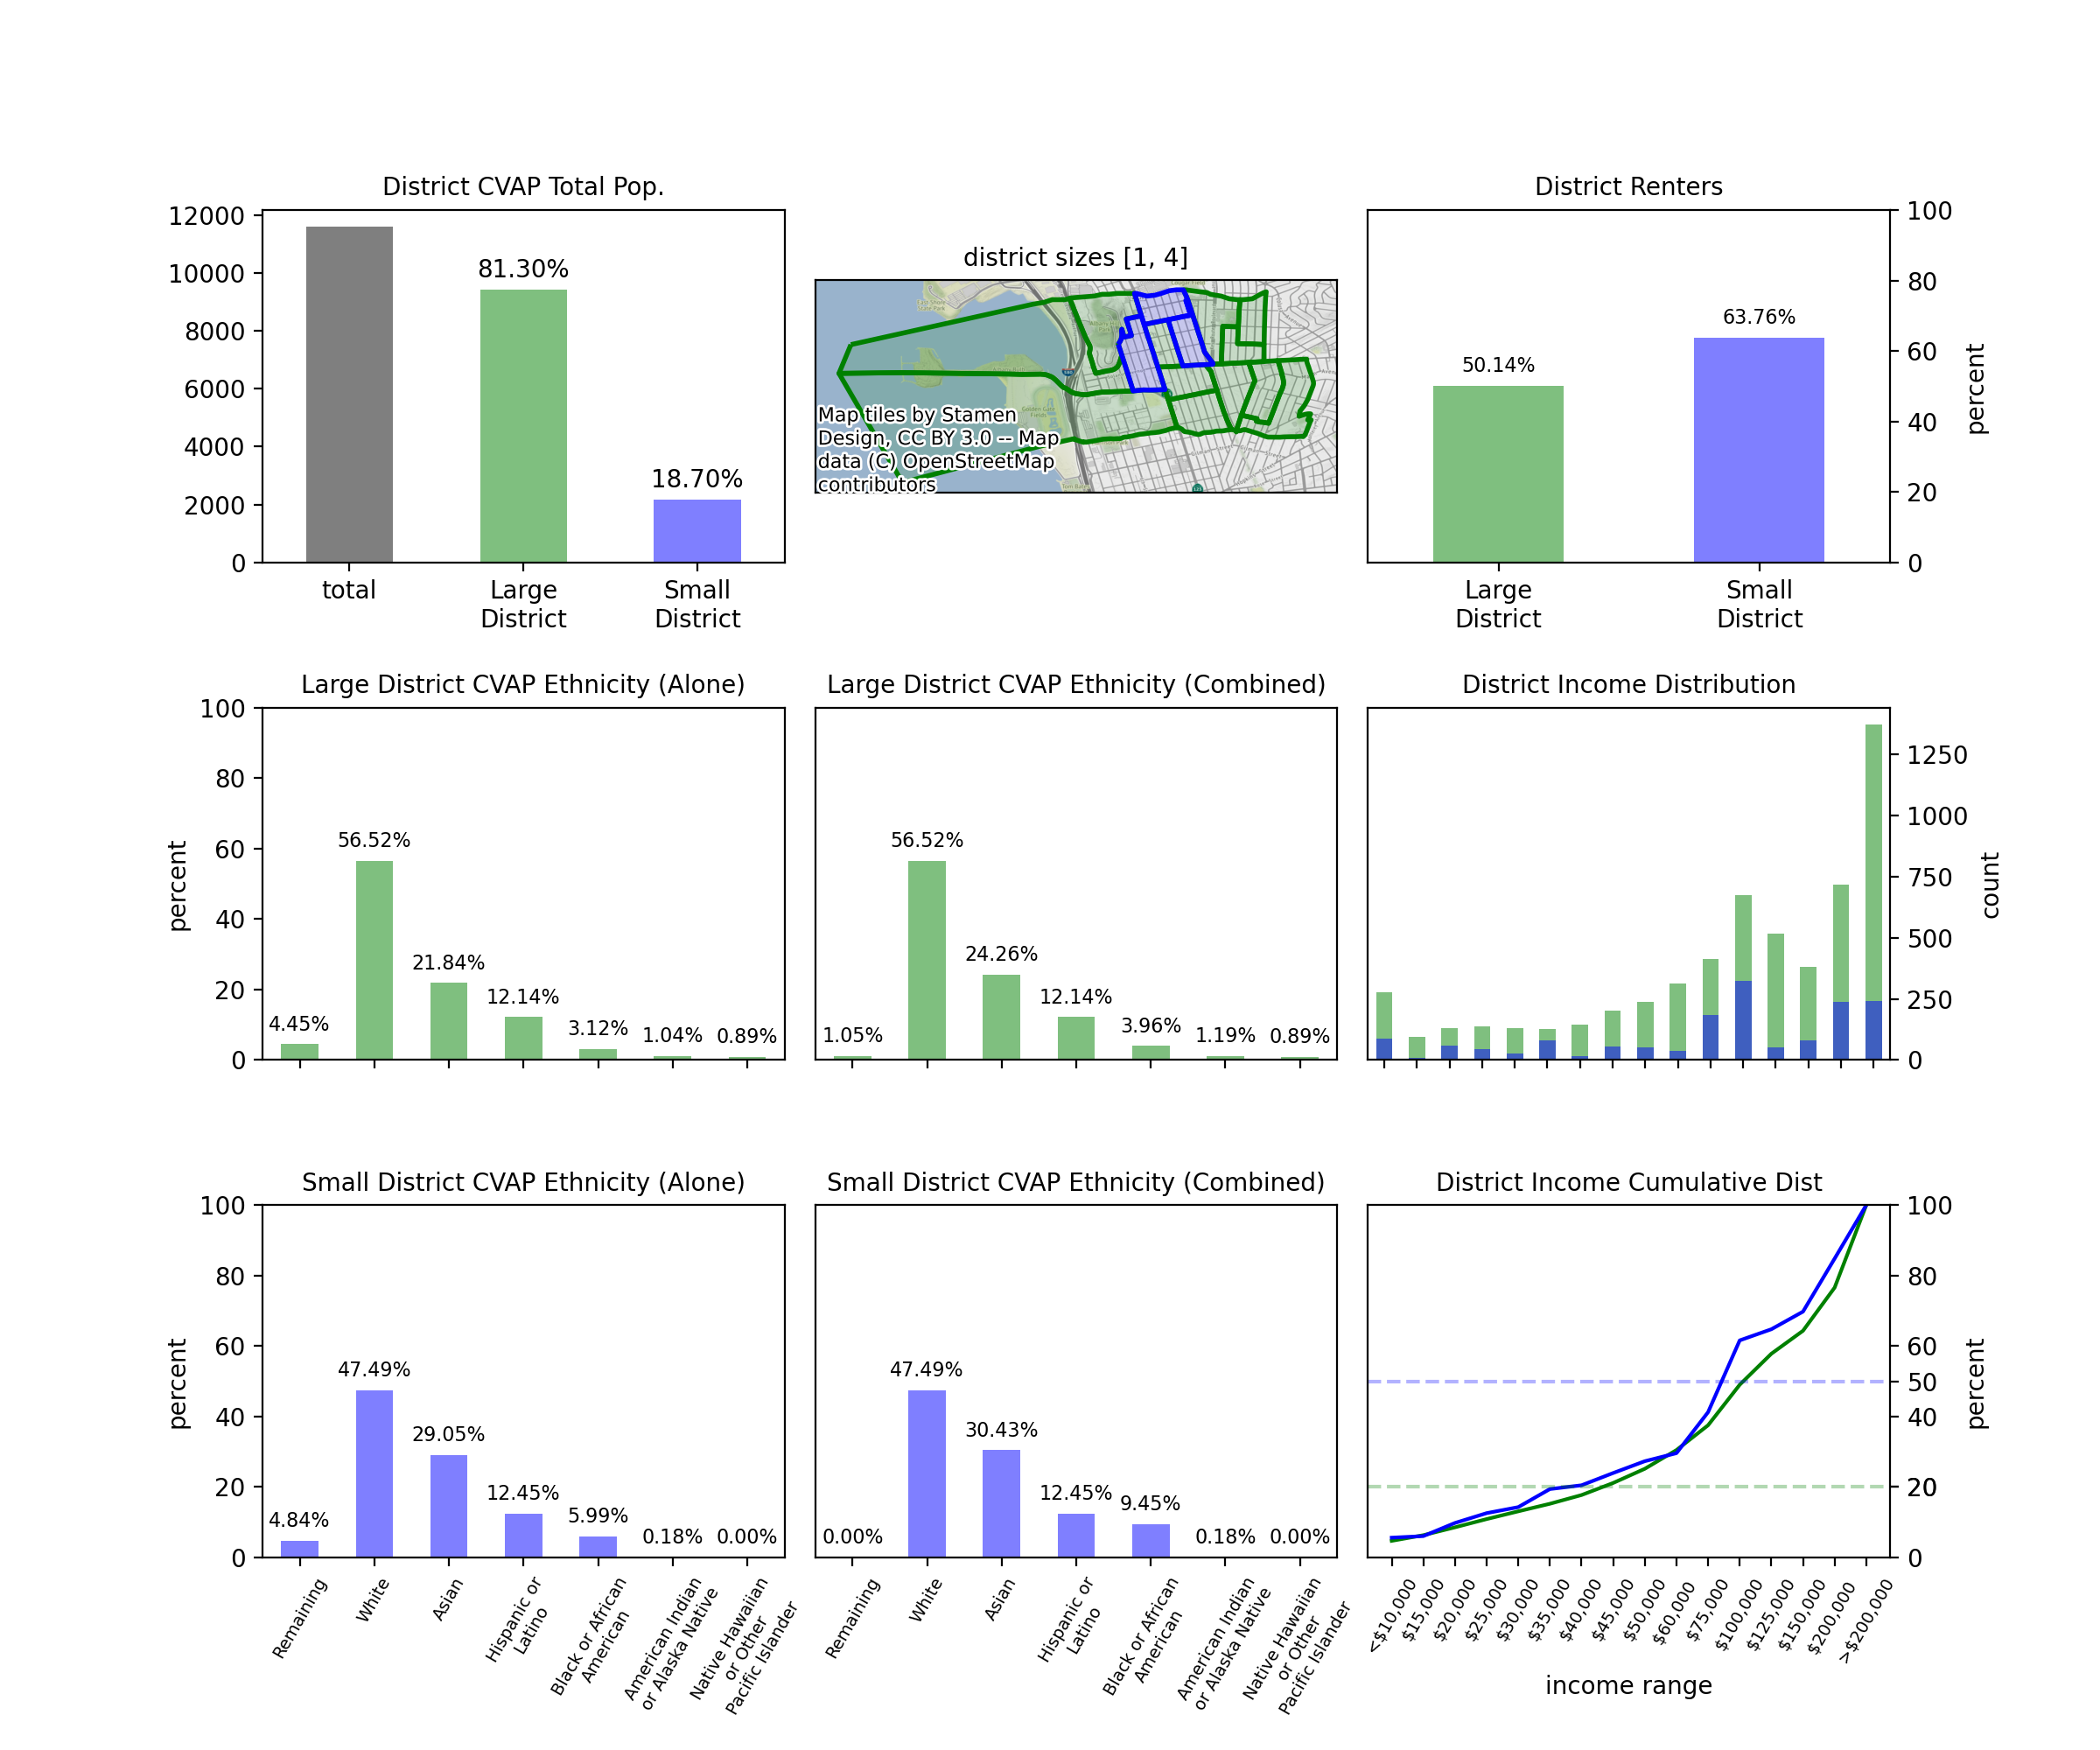 District CVAP Total Pop.
12000
10000
8000
6000
4000
2000
0
81.30%
18.70%
total
Large
District
Small
District
district sizes [1, 4]
Map tiles by Stamen
Design, CC BY 3.0 -- Map
data (C) OpenStreetMap
contributors
District Renters
50.14%
63.76%
100
80
60
40
20
0
percent
Large
District
Small
District
Large District CVAP Ethnicity (Alone)
percent
100
80
60
40
20
0
4.45%
56.52%
21.84%
12.14%
3.12%
1.04%
0.89%
Large District CVAP Ethnicity (Combined)
1.05%
56.52%
24.26%
12.14%
3.96%
1.19%
0.89%
District Income Distribution
1250
1000
750
500
250
0
count
Small District CVAP Ethnicity (Alone)
percent
100
80
60
40
20
0
4.84%
47.49%
29.05%
12.45%
5.99%
0.18%
0.00%
Remaining
White
Asian
Hispanic or
Latino
Black or African
American
American Indian
or Alaska Native
Native Hawaiian
or Other
Pacific Islander
Small District CVAP Ethnicity (Combined)
0.00%
47.49%
30.43%
12.45%
9.45%
0.18%
0.00%
Remaining
White
Asian
Hispanic or
Latino
Black or African
American
American Indian
or Alaska Native
Native Hawaiian
or Other
Pacific Islander
District Income Cumulative Dist
100
80
60
50
40
20
0
percent
<$10,000
$15,000
$20,000
$25,000
$30,000
$35,000
$40,000
$45,000
$50,000
$60,000
$75,000
$100,000
$125,000
$150,000
$200,000
>$200,000
income range